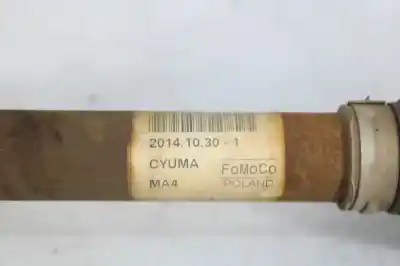 2014.10.30 - 1
CYUMA FoMoCo
MA4 POLAND